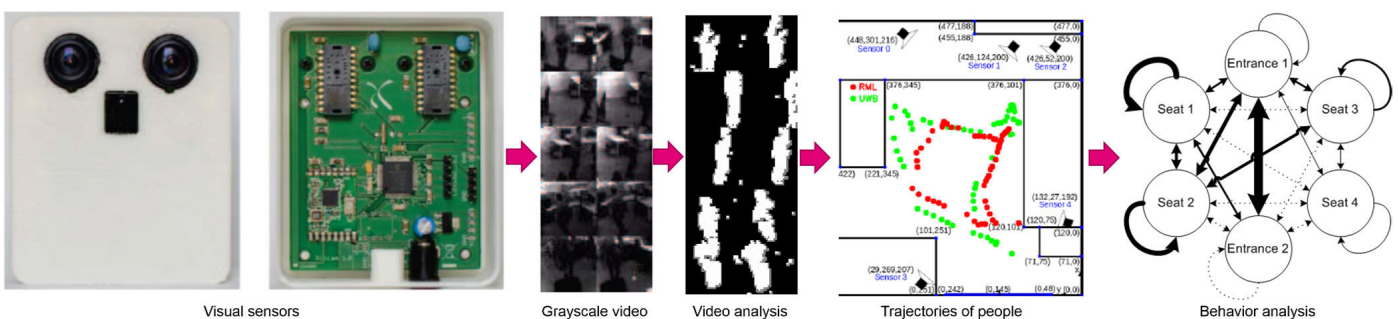 (477,188)
(477,0)
(448,301,216)
(455,188)
(455,0)
Sensor 0
(426,124,200)
(426,52,200)
Sensor 1
Sensor 2
(376,345)
(376,101)
(376,0)
RML
UWB
422)
(221,345)
(132,27,192)
Sensor 4
(120,75)
(101,251)
(120,101)
(120,0)
(29,269,207)
Sensor 3
(71,75)
(71,0)
x
(0,251)
(0,242)
(0,145)
(0,48)
y (0,0)
Entrance 1
Seat 1
Seat 3
Seat 2
Seat 4
Entrance 2
Visual sensors
Grayscale video
Video analysis
Trajectories of people
Behavior analysis